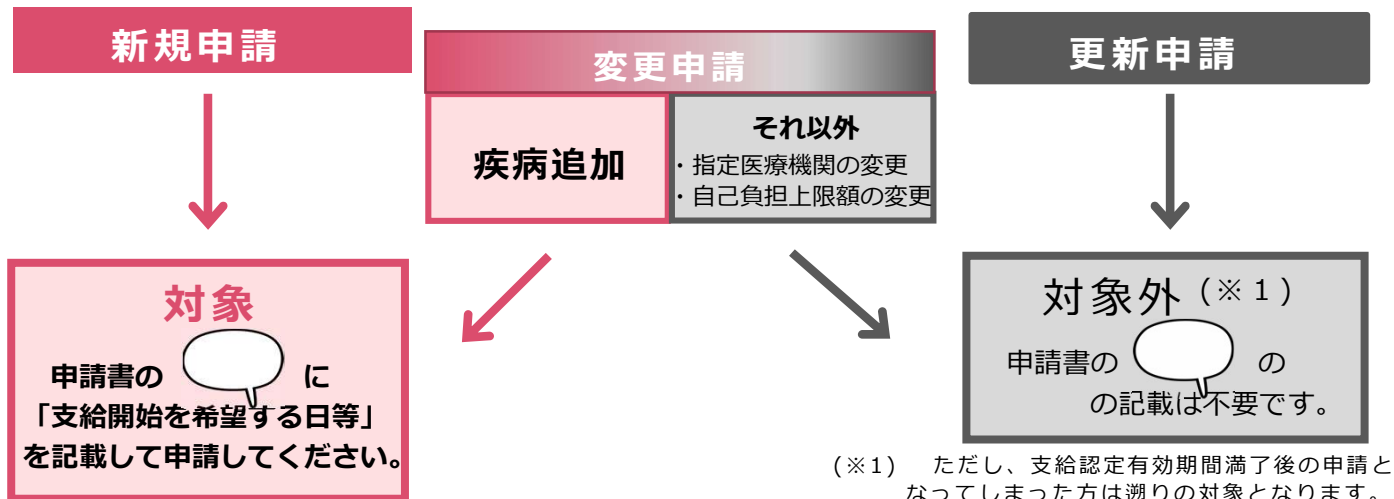 新規申請
変更申請
更新申請
疾病追加
それ以外
・指定医療機関の変更
・自己負担上限額の変更
対象
申請書の に
「支給開始を希望する日等」
を記載して申請してください。
対象外(※1)
申請書の の
の記載は不要です。
(※1) ただし、支給認定有効期間満了後の申請と
なってしまった方は遡りの対象となります。